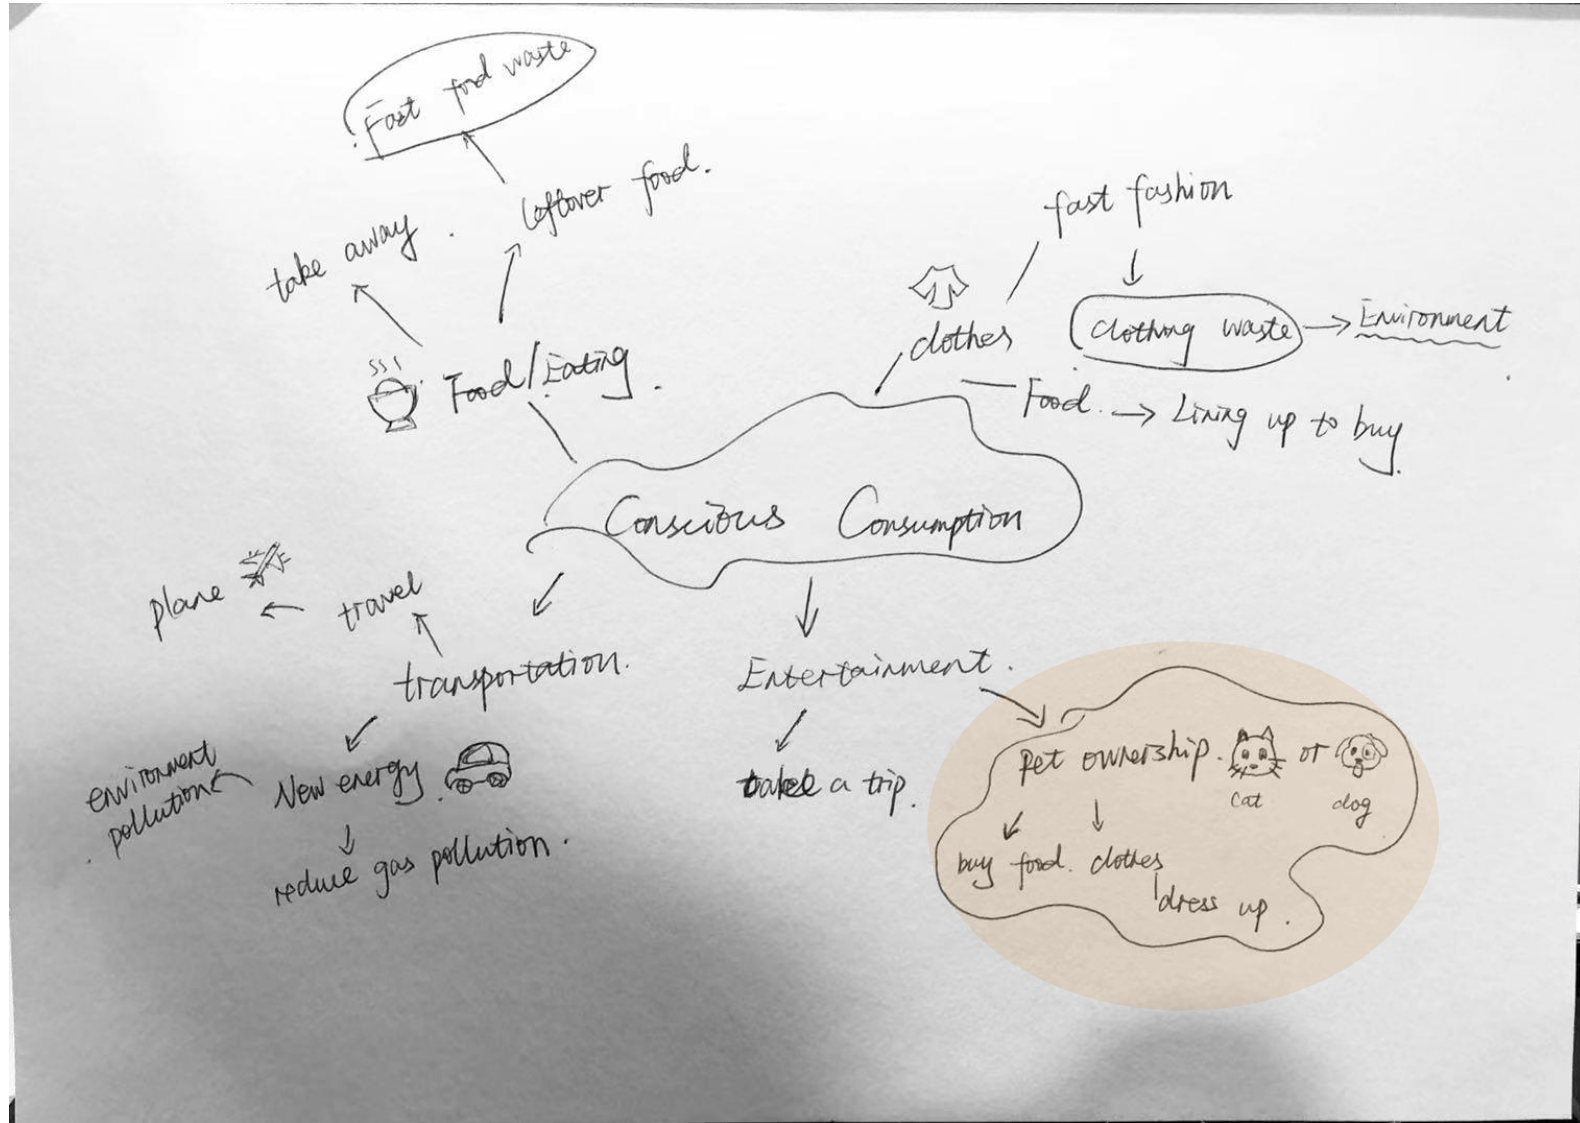 Fast food waste
leftover food.
take away.
Food/Eating.
fast fashion
clothes
clothing waste
Environment
Food.
Lining up to buy
Conscious Consumption
plane
travel
transportation.
New energy.
environment
pollution
reduce gas pollution.
Entertainment.
take a trip.
Pet ownership. or
cat
dog
buy food. clothes
dress up.